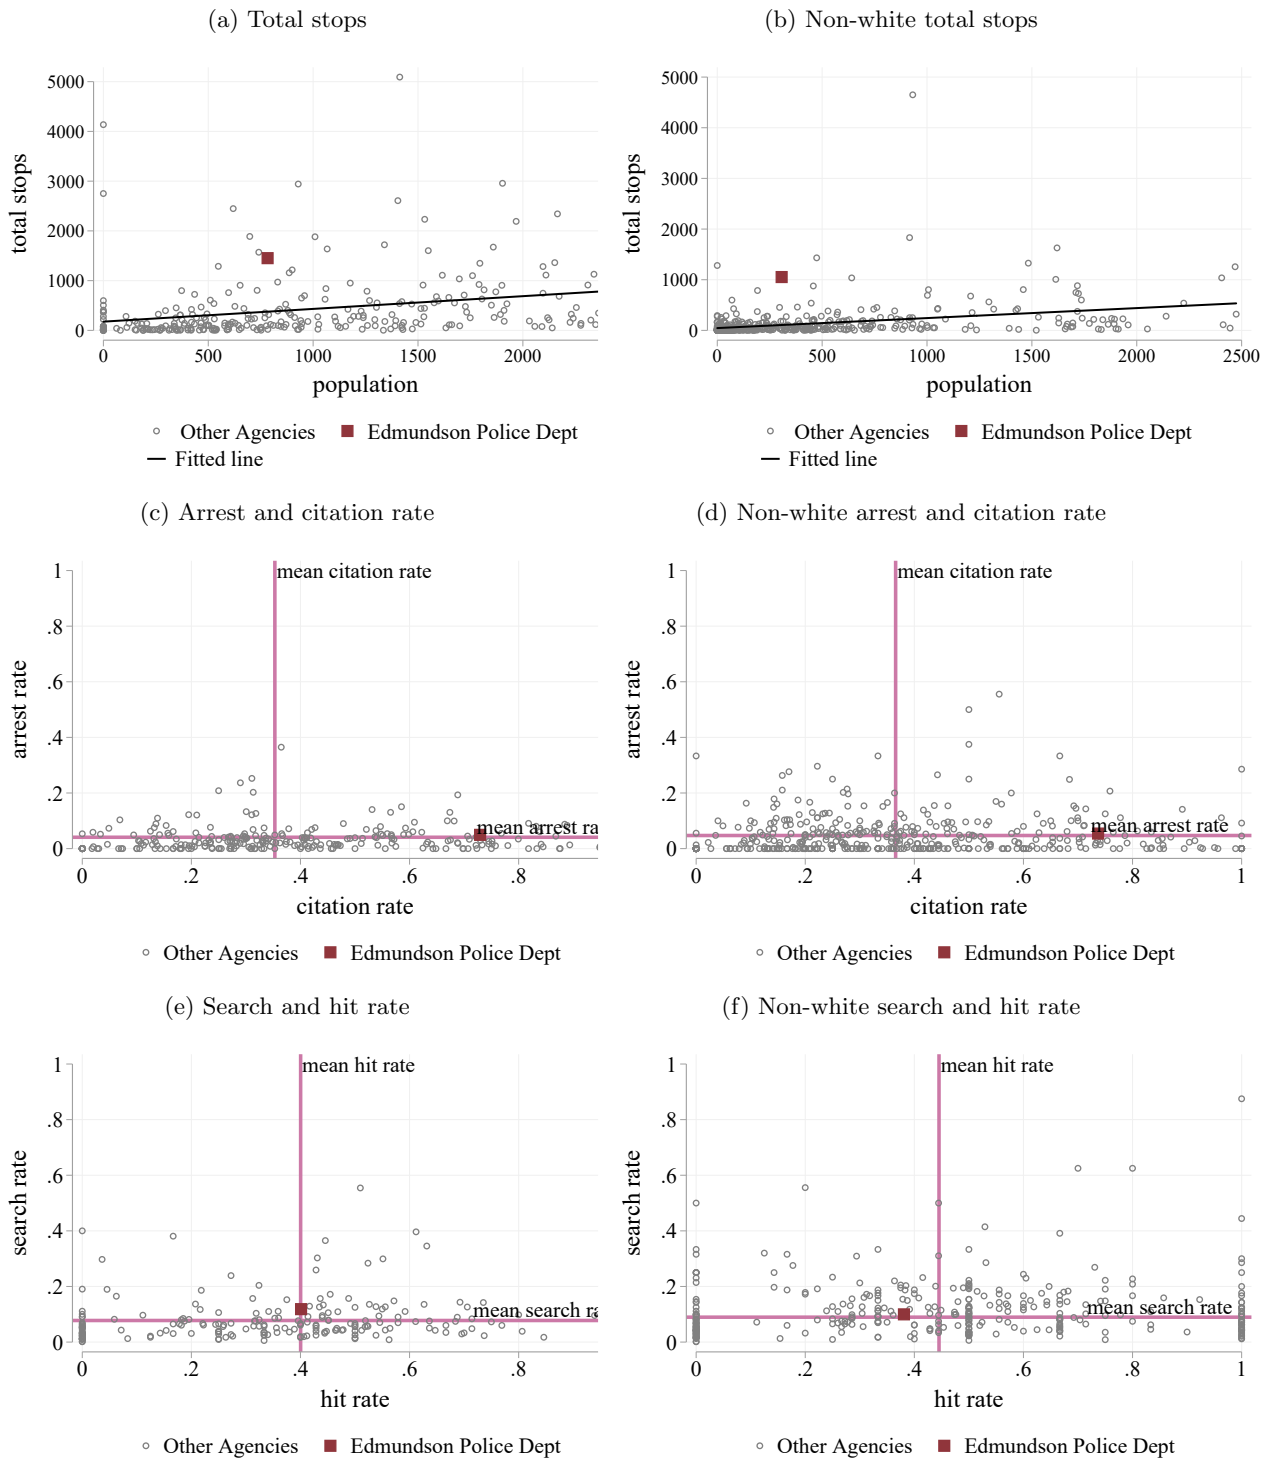 (a) Total stops
(b) Non-white total stops
total stops
5000
4000
3000
2000
1000
0
0 500 1000 1500 2000
population
Other Agencies Edmundson Police Dept
Fitted line
total stops
5000
4000
3000
2000
1000
0
0 500 1000 1500 2000 2500
population
Other Agencies Edmundson Police Dept
Fitted line
(c) Arrest and citation rate
(d) Non-white arrest and citation rate
arrest rate
1
.8
.6
.4
.2
0
mean citation rate
mean arrest ra
0 .2 .4 .6 .8
citation rate
Other Agencies Edmundson Police Dept
arrest rate
1
.8
.6
.4
.2
0
mean citation rate
mean arrest rate
0 .2 .4 .6 .8 1
citation rate
Other Agencies Edmundson Police Dept
(e) Search and hit rate
(f) Non-white search and hit rate
search rate
1
.8
.6
.4
.2
0
mean hit rate
mean search ra
0 .2 .4 .6 .8
hit rate
Other Agencies Edmundson Police Dept
search rate
1
.8
.6
.4
.2
0
mean hit rate
mean search rate
0 .2 .4 .6 .8 1
hit rate
Other Agencies Edmundson Police Dept